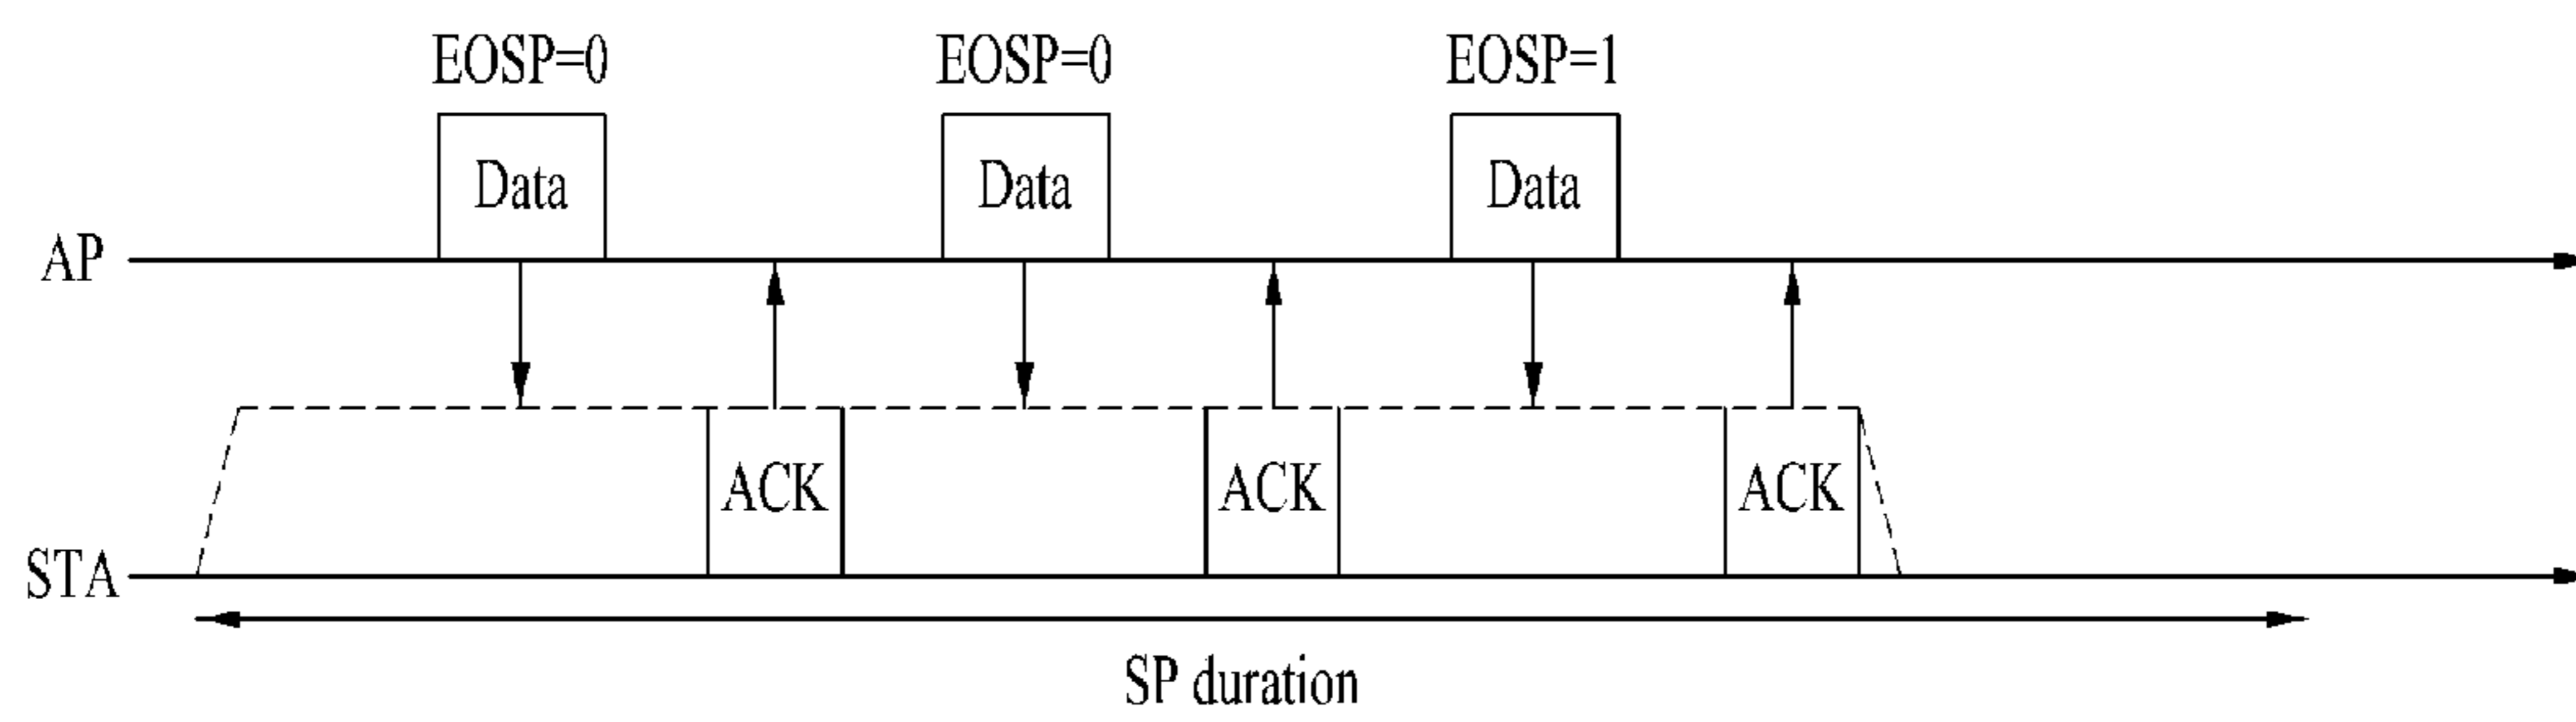 EOSP=0 EOSP=0 EOSP=1
Data Data Data
AP
ACK ACK ACK
STA
SP duration